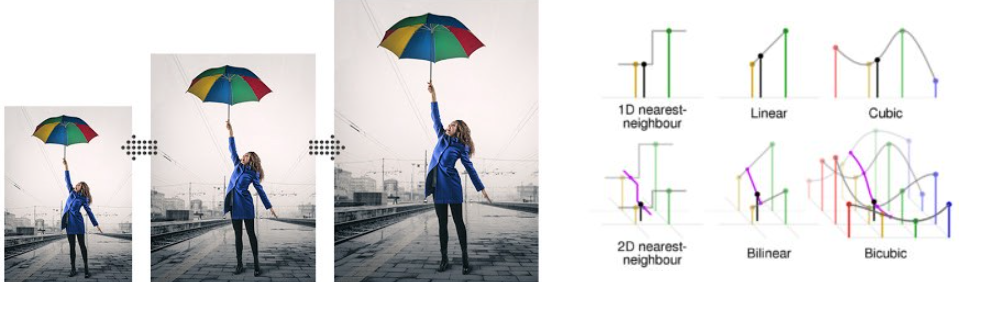 1D nearest-
neighbour
Linear
Cubic
2D nearest-
neighbour
Bilinear
Bicubic